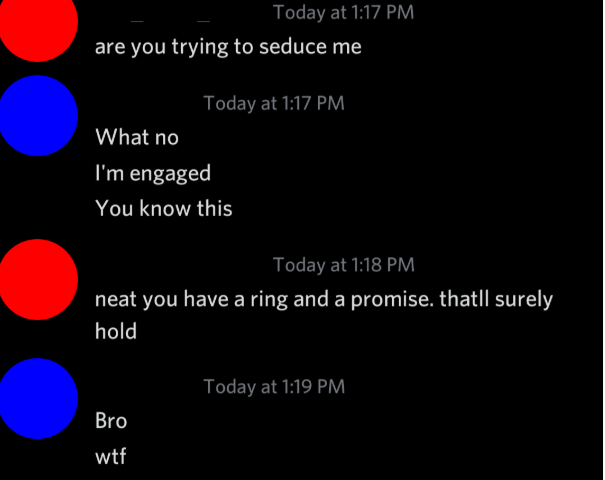 Today at 1:17 PM
are you trying to seduce me
Today at 1:17 PM
What no
I'm engaged
You know this
Today at 1:18 PM
neat you have a ring and a promise. thatll surely
hold
Today at 1:19 PM
Bro
wtf